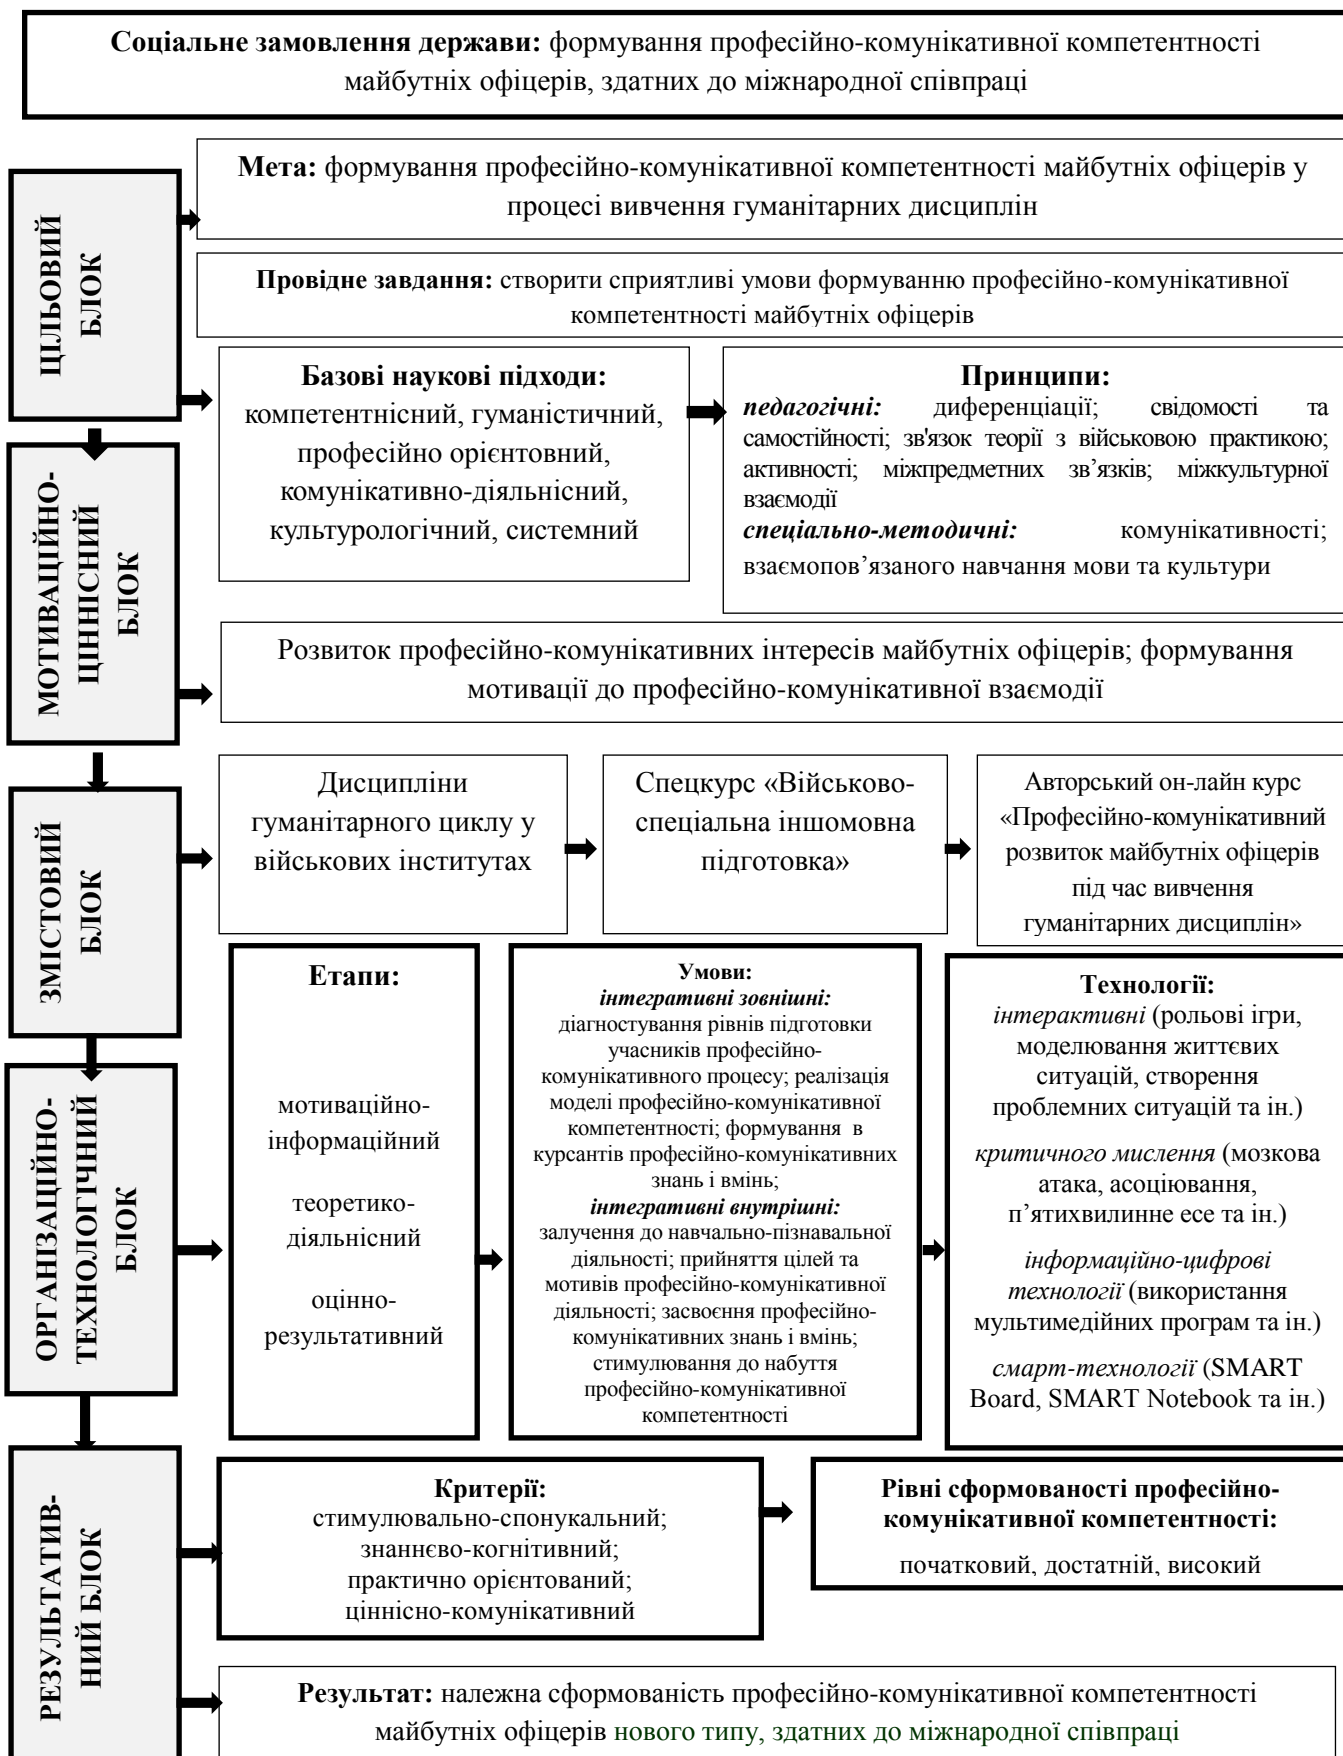 Соціальне замовлення держави: формування професійно-комунікативної компетентності
майбутніх офіцерів, здатних до міжнародної співпраці
ЦІЛЬОВИЙ
БЛОК
Мета: формування професійно-комунікативної компетентності майбутніх офіцерів у
процесі вивчення гуманітарних дисциплін
Провідне завдання: створити сприятливі умови формуванню професійно-комунікативної
компетентності майбутніх офіцерів
Базові наукові підходи:
компетентнісний, гуманістичний,
професійно орієнтовний,
комунікативно-діяльнісний,
культурологічний, системний
Принципи:
педагогічні: диференціації; свідомості та
самостійності; зв'язок теорії з військовою практикою;
активності; міжпредметних зв’язків; міжкультурної
взаємодії
спеціально-методичні: комунікативності;
взаємопов’язаного навчання мови та культури
МОТИВАЦІЙНО-
ЦІННІСНИЙ
БЛОК
Розвиток професійно-комунікативних інтересів майбутніх офіцерів; формування
мотивації до професійно-комунікативної взаємодії
ЗМІСТОВИЙ
БЛОК
Дисципліни
гуманітарного циклу у
військових інститутах
Спецкурс «Військово-
спеціальна іншомовна
підготовка»
Авторський он-лайн курс
«Професійно-комунікативний
розвиток майбутніх офіцерів
під час вивчення
гуманітарних дисциплін»
ОРГАНІЗАЦІЙНО-
ТЕХНОЛОГІЧНИЙ
БЛОК
Етапи:
мотиваційно-
інформаційний
теоретико-
діяльнісний
оцінно-
результативний
Умови:
інтегративні зовнішні:
діагностування рівнів підготовки
учасників професійно-
комунікативного процесу; реалізація
моделі професійно-комунікативної
компетентності; формування в
курсантів професійно-комунікативних
знань і вмінь;
інтегративні внутрішні:
залучення до навчально-пізнавальної
діяльності; прийняття цілей та
мотивів професійно-комунікативної
діяльності; засвоєння професійно-
комунікативних знань і вмінь;
стимулювання до набуття
професійно-комунікативної
компетентності
Технології:
інтерактивні (рольові ігри,
моделювання життєвих
ситуацій, створення
проблемних ситуацій та ін.)
критичного мислення (мозкова
атака, асоціювання,
п’ятихвилинне есе та ін.)
інформаційно-цифрові
технології (використання
мультимедійних програм та ін.)
смарт-технології (SMART
Board, SMART Notebook та ін.)
РЕЗУЛЬТАТИВ-
НИЙ БЛОК
Критерії:
стимулювально-спонукальний;
знаннєво-когнітивний;
практично орієнтований;
ціннісно-комунікативний
Рівні сформованості професійно-
комунікативної компетентності:
початковий, достатній, високий
Результат: належна сформованість професійно-комунікативної компетентності
майбутніх офіцерів нового типу, здатних до міжнародної співпраці